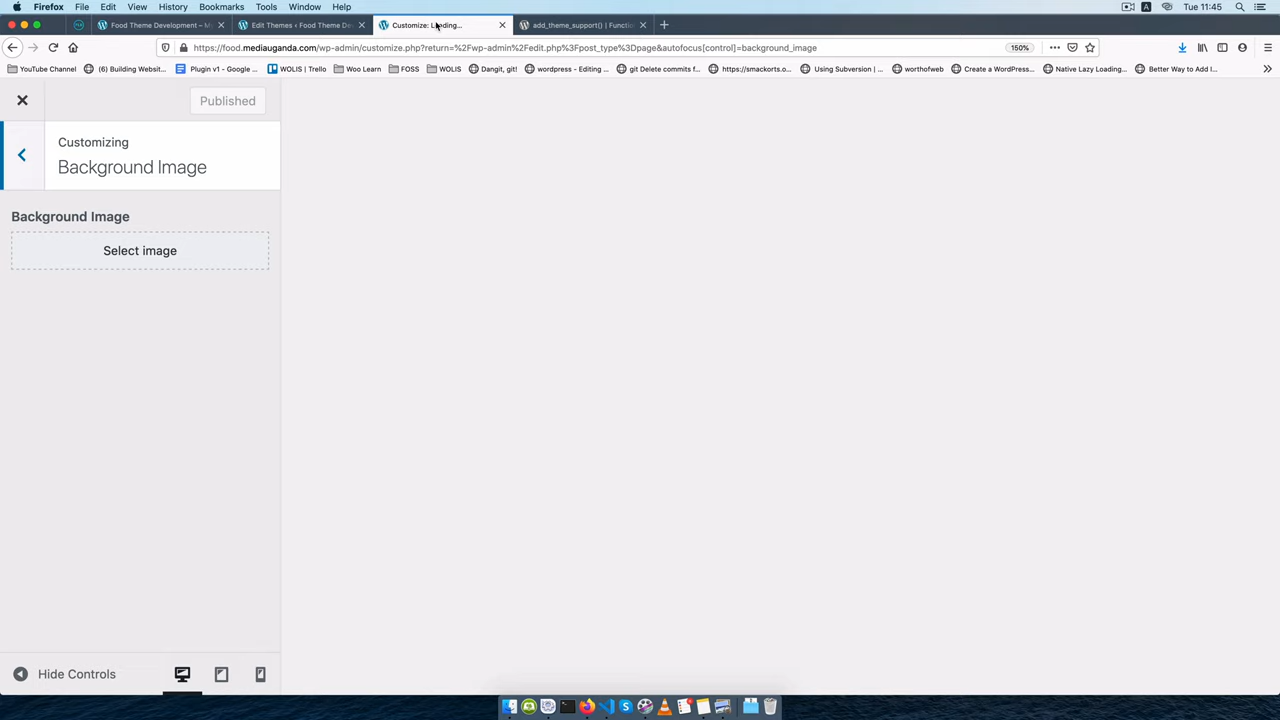 Firefox File Edit View History Bookmarks Tools Window Help Tue 11:45
Food Theme Development – M Edit Themes ‹ Food Theme De Customize: Loading... add_theme_support() | Functio
https://food.mediauganda.com/wp-admin/customize.php?return=%2Fwp-admin%2Fedit.php%3Fpost_type%3Dpage&autofocus[control]=background_image 150%
YouTube Channel (6) Building Websit... Plugin v1 - Google ... WOLIS | Trello Woo Learn FOSS WOLIS Dangit, git! wordpress - Editing ... git Delete commits f... https://smackorts.o... Using Subversion | ... worthofweb Create a WordPress... Native Lazy Loading... Better Way to Add I...
Published
Customizing
Background Image
Background Image
Select image
Hide Controls